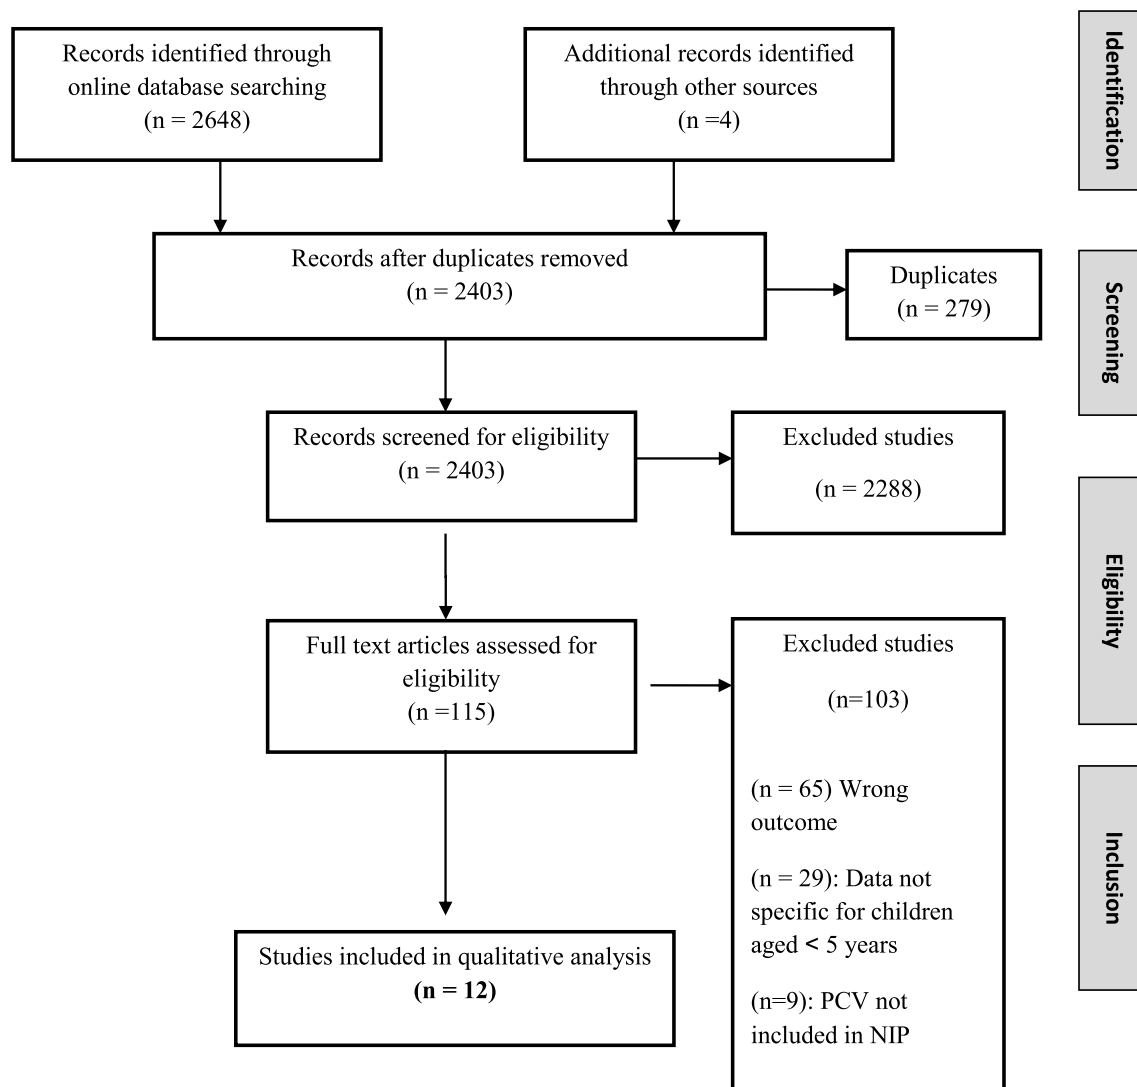 Records identified through
online database searching
(n = 2648)
Additional records identified
through other sources
(n =4)
Identification
Records after duplicates removed
(n = 2403)
Duplicates
(n = 279)
Screening
Records screened for eligibility
(n = 2403)
Excluded studies
(n = 2288)
Eligibility
Full text articles assessed for
eligibility
(n =115)
Excluded studies
(n=103)
(n = 65) Wrong
outcome
(n = 29): Data not
specific for children
aged < 5 years
(n=9): PCV not
included in NIP
Inclusion
Studies included in qualitative analysis
(n = 12)